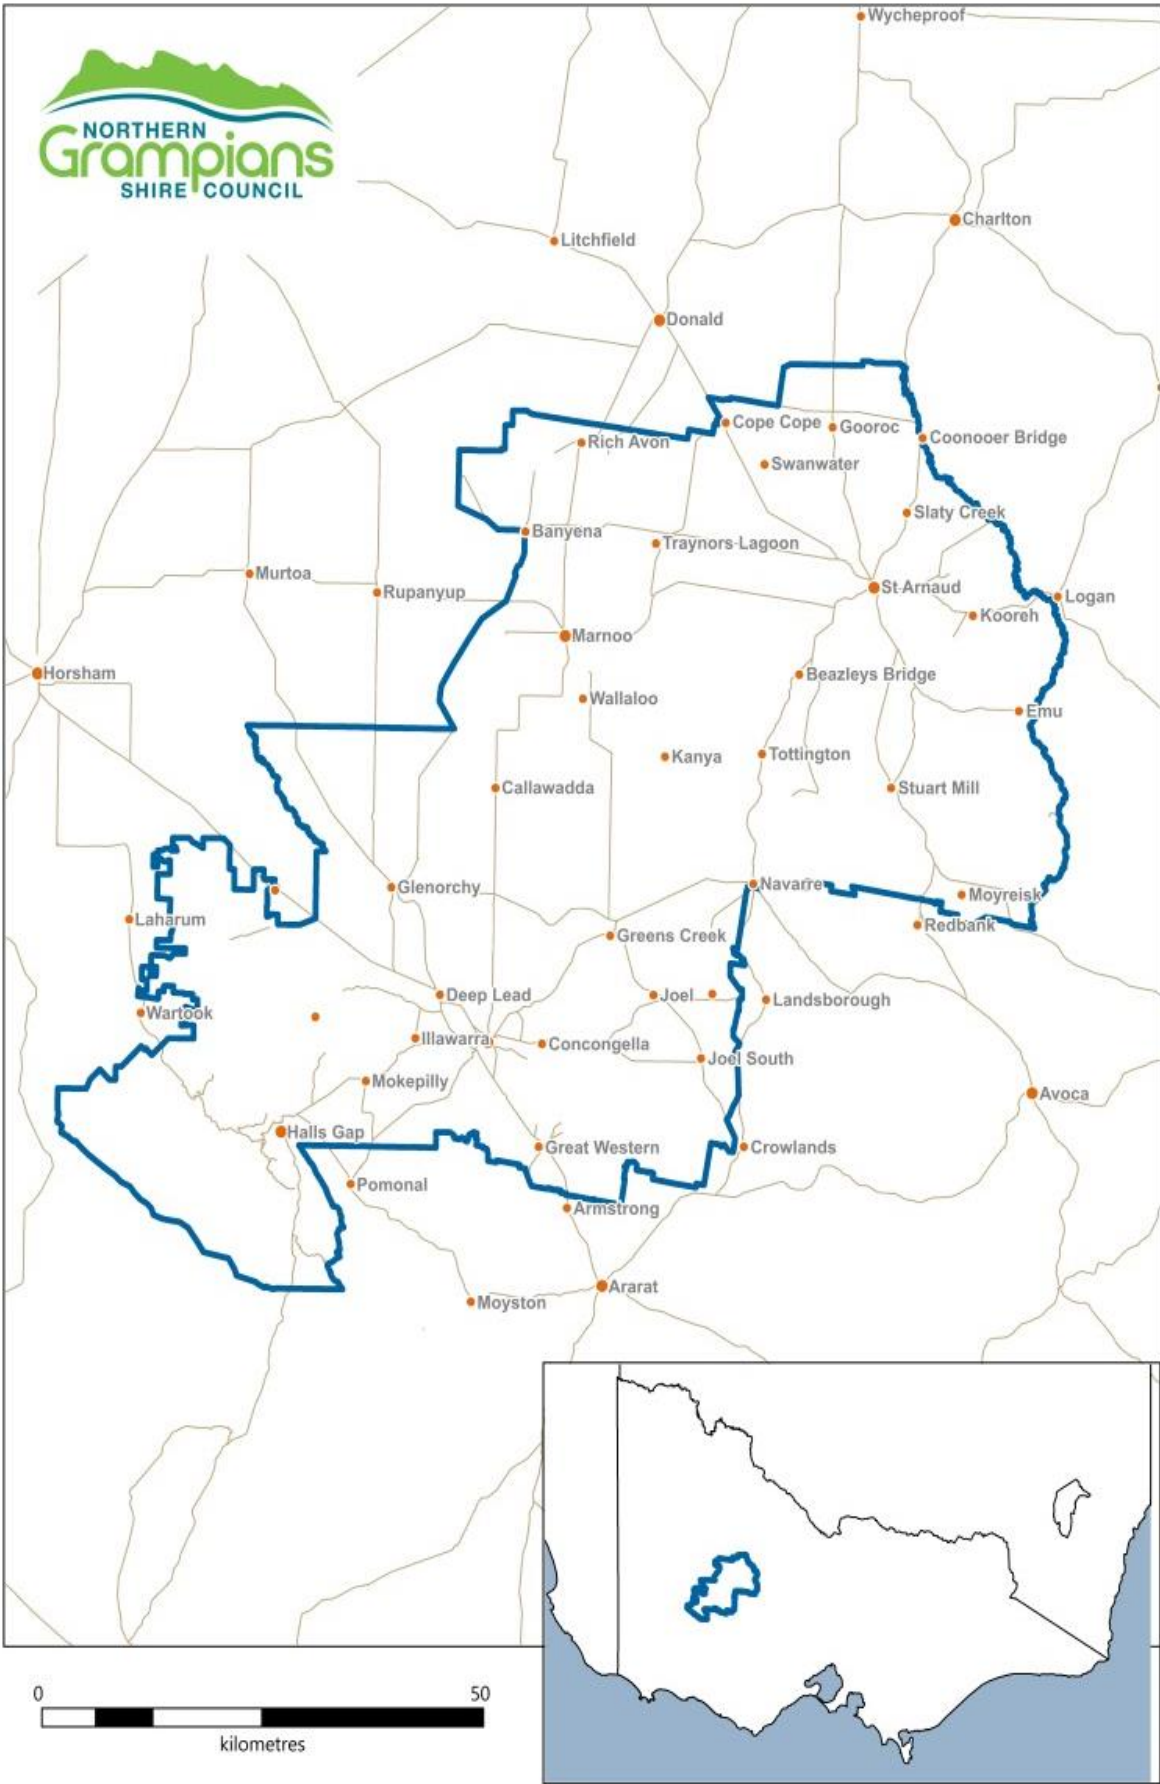 Wycheproof
NORTHERN
Grampians
SHIRE COUNCIL
Charlton
Litchfield
Donald
Cope Cope
Gooroc
Coonooer Bridge
Rich Avon
Swanwater
Slaty Creek
Banyena
Traynors Lagoon
Murtoa
Rupanyup
St Arnaud
Logan
Kooreh
Marnoo
Horsham
Beazleys Bridge
Wallaloo
Emu
Kanya
Tottington
Callawadda
Stuart Mill
Glenorchy
Navarre
Moyreisk
Laharum
Greens Creek
Redbank
Deep Lead
Joel
Landsborough
Wartook
Illawarra
Concongella
Joel South
Mokepilly
Avoca
Halls Gap
Great Western
Crowlands
Pomonal
Armstrong
Ararat
Moyston
0 50
kilometres